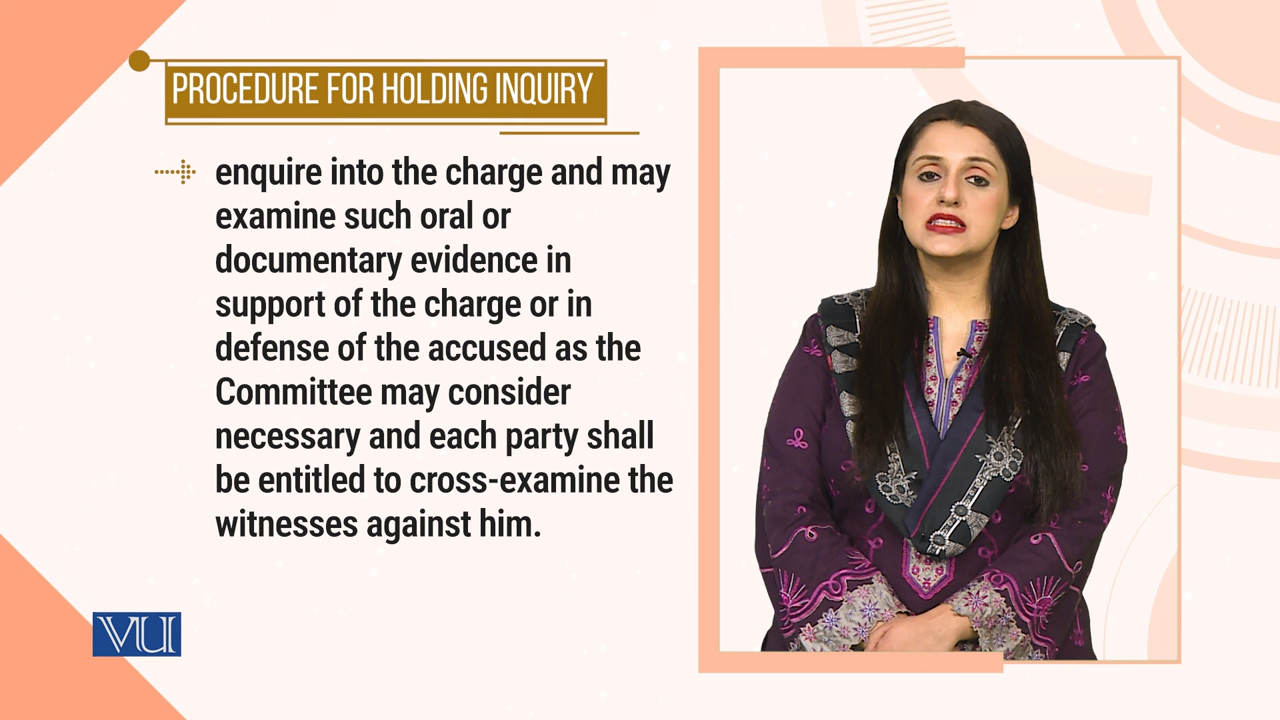 PROCEDURE FOR HOLDING INQUIRY
enquire into the charge and may
examine such oral or
documentary evidence in
support of the charge or in
defense of the accused as the
Committee may consider
necessary and each party shall
be entitled to cross-examine the
witnesses against him.
VU